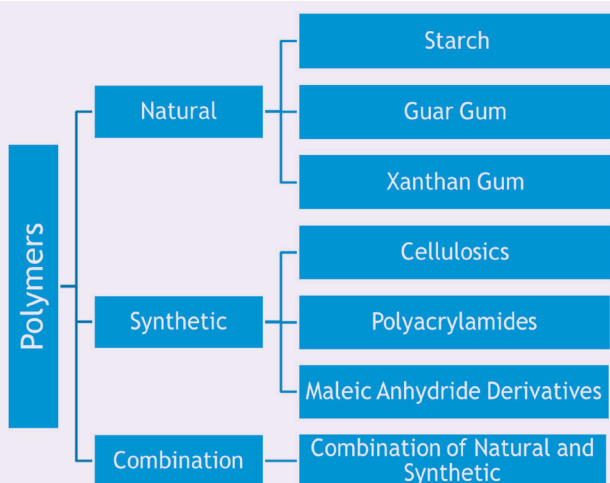 Polymers
Natural
Starch
Guar Gum
Xanthan Gum
Synthetic
Cellulosics
Polyacrylamides
Maleic Anhydride Derivatives
Combination
Combination of Natural and
Synthetic